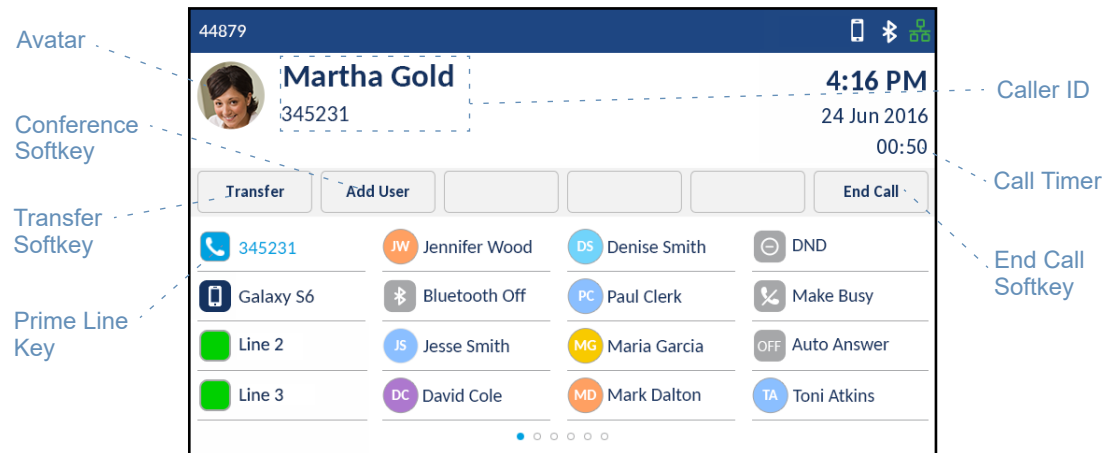 44879
Avatar
Martha Gold
4:16 PM
Caller ID
345231
24 Jun 2016
Conference
Softkey
00:50
Call Timer
Transfer
Add User
End Call
Transfer
Softkey
345231
JW Jennifer Wood
DS Denise Smith
DND
End Call
Softkey
Galaxy S6
Bluetooth Off
PC Paul Clerk
Make Busy
Prime Line
Key
Line 2
JS Jesse Smith
MG Maria Garcia
OFF Auto Answer
Line 3
DC David Cole
MD Mark Dalton
TA Toni Atkins